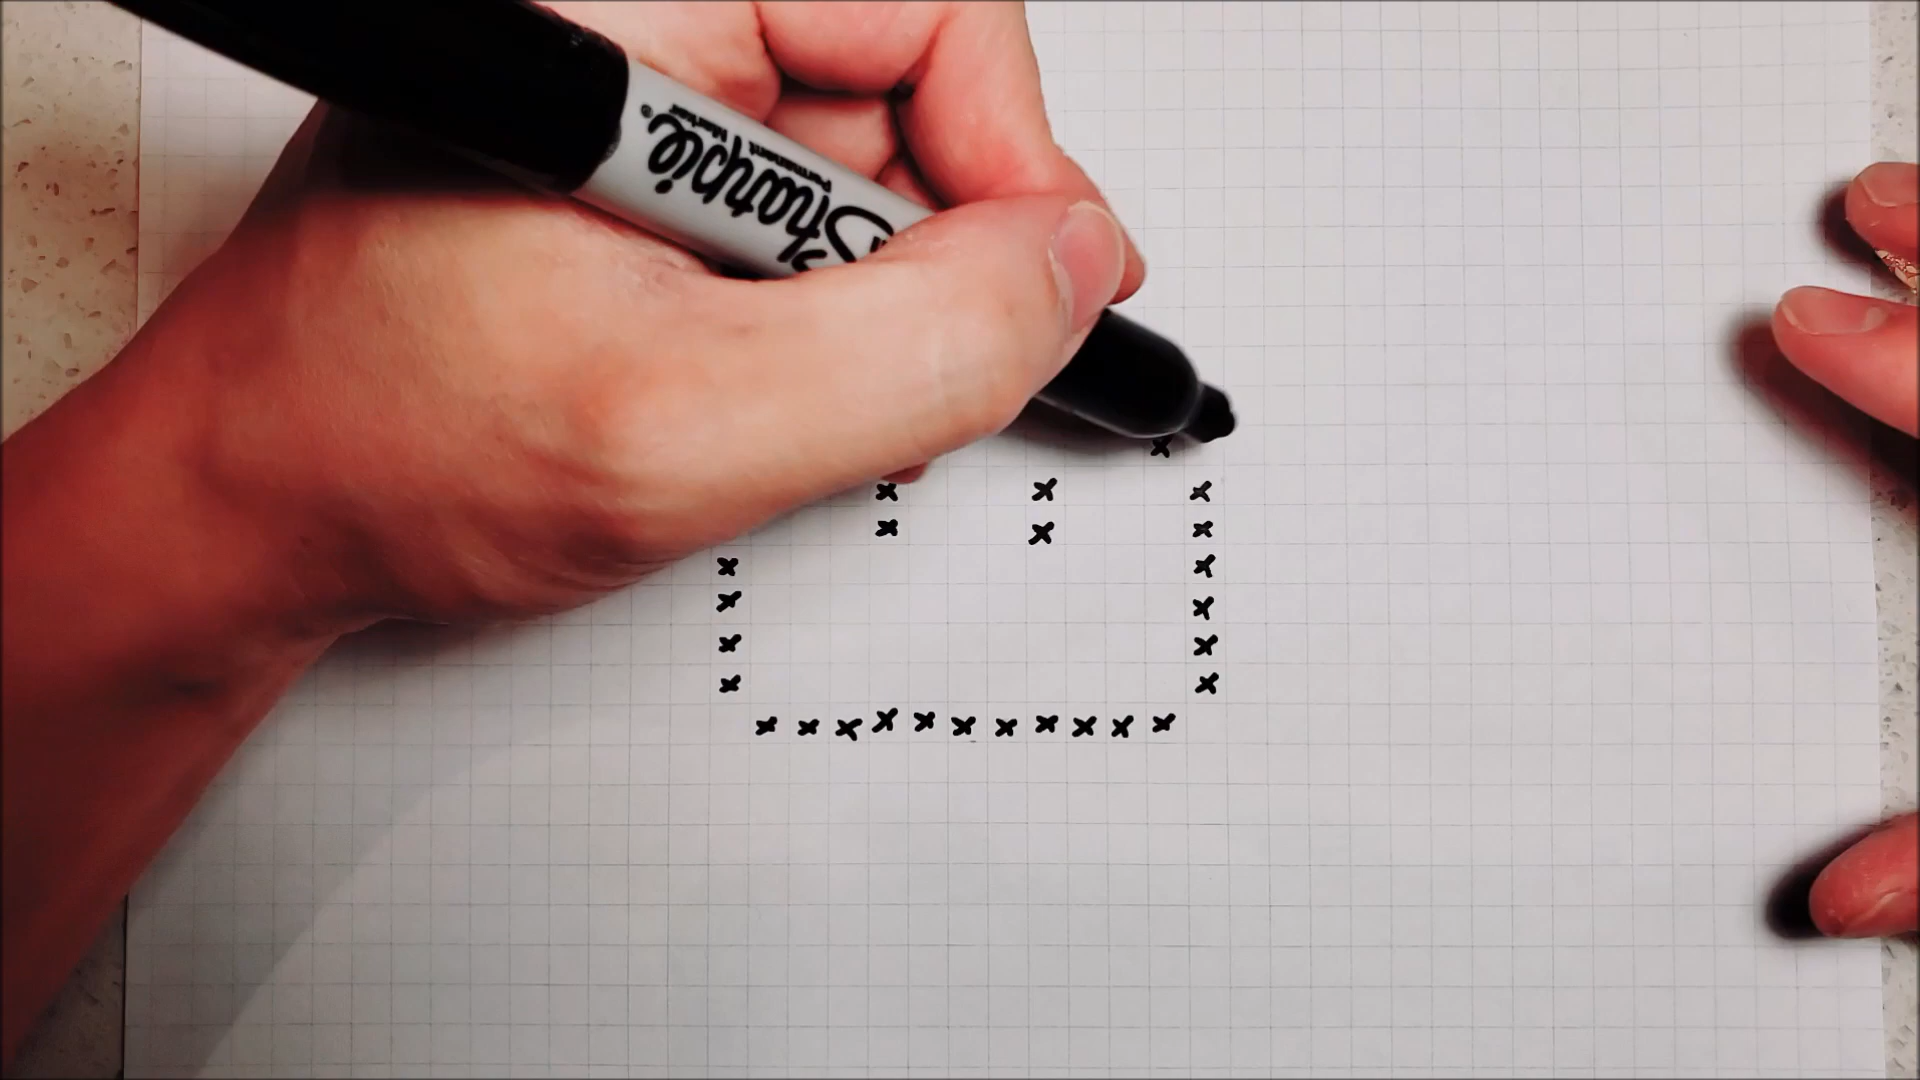 Sharpie®
Permanent Marker
x
x x x
x x x
x x
x x
x x
x x
x x x x x x x x x x x